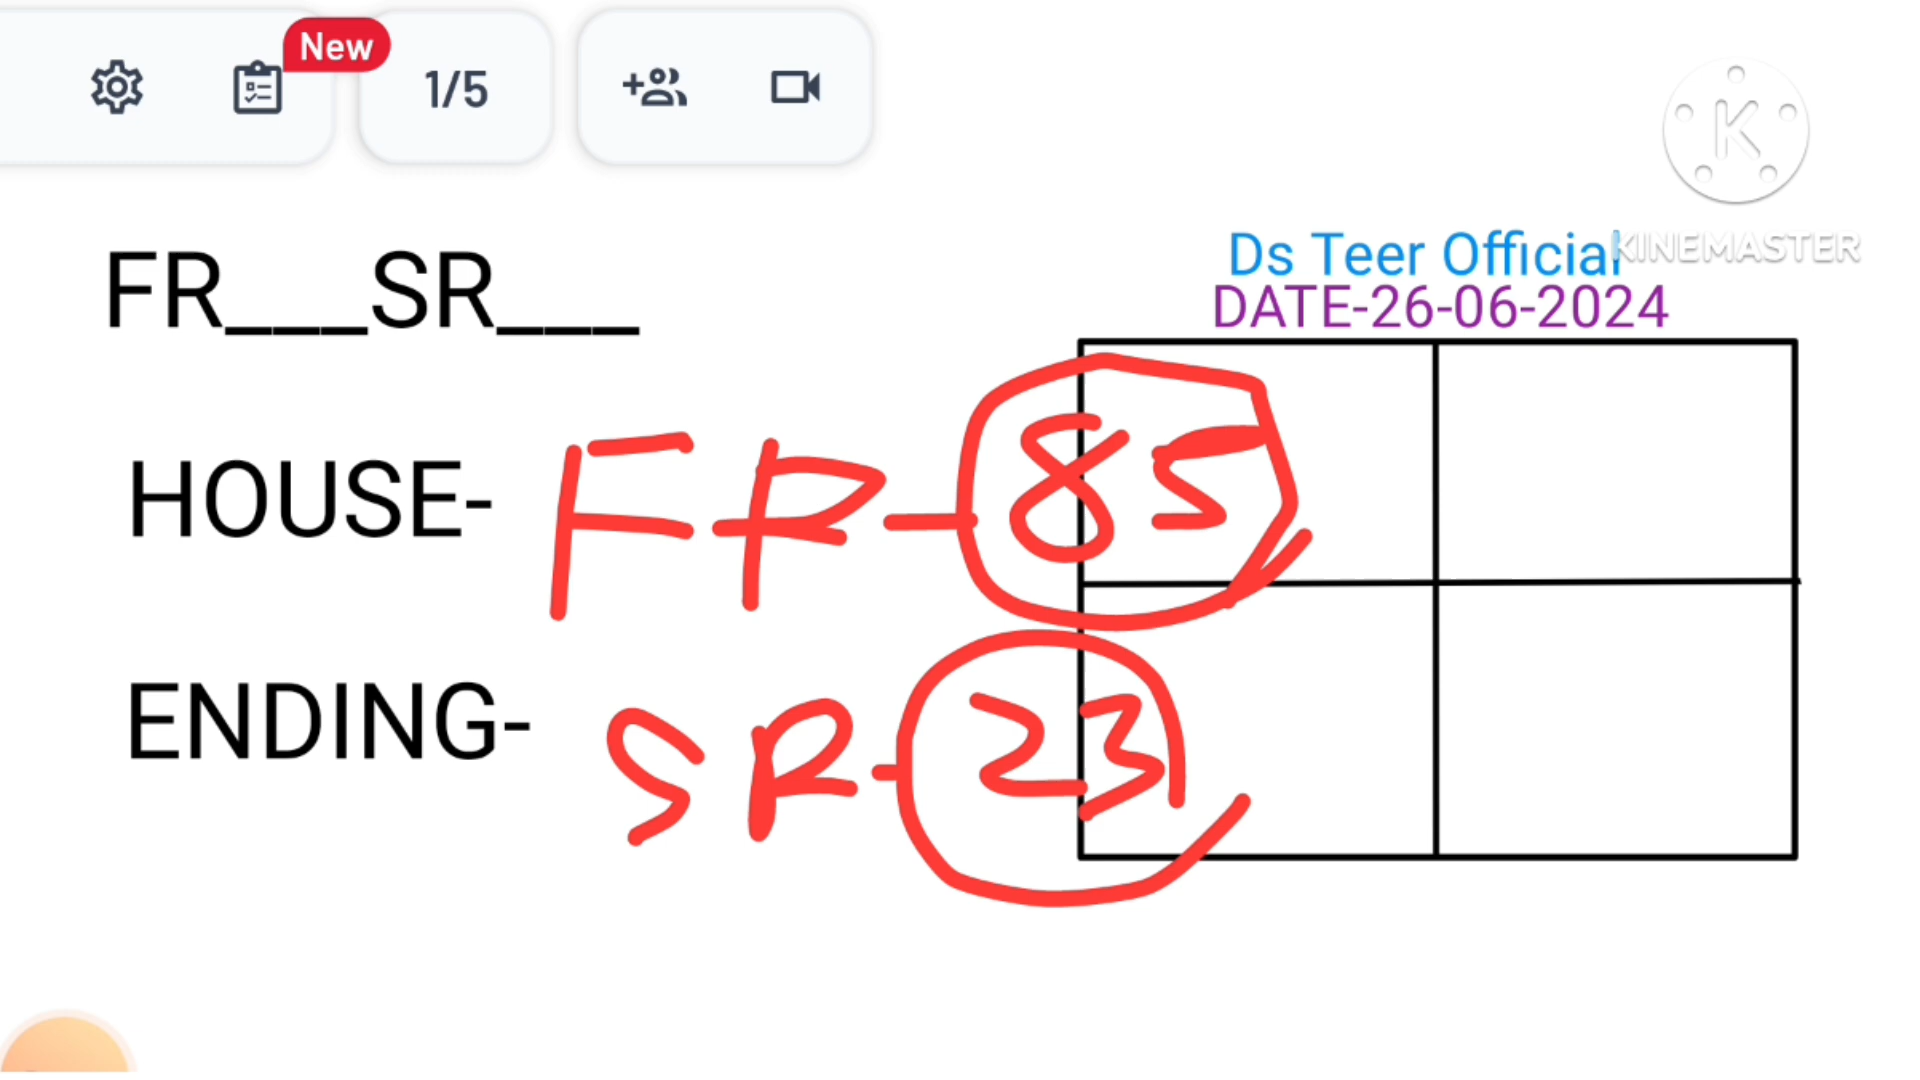 New
1/5
K
KINEMASTER
Ds Teer Official
DATE-26-06-2024
FR___SR___
HOUSE-
FR-85
ENDING-
SR-23